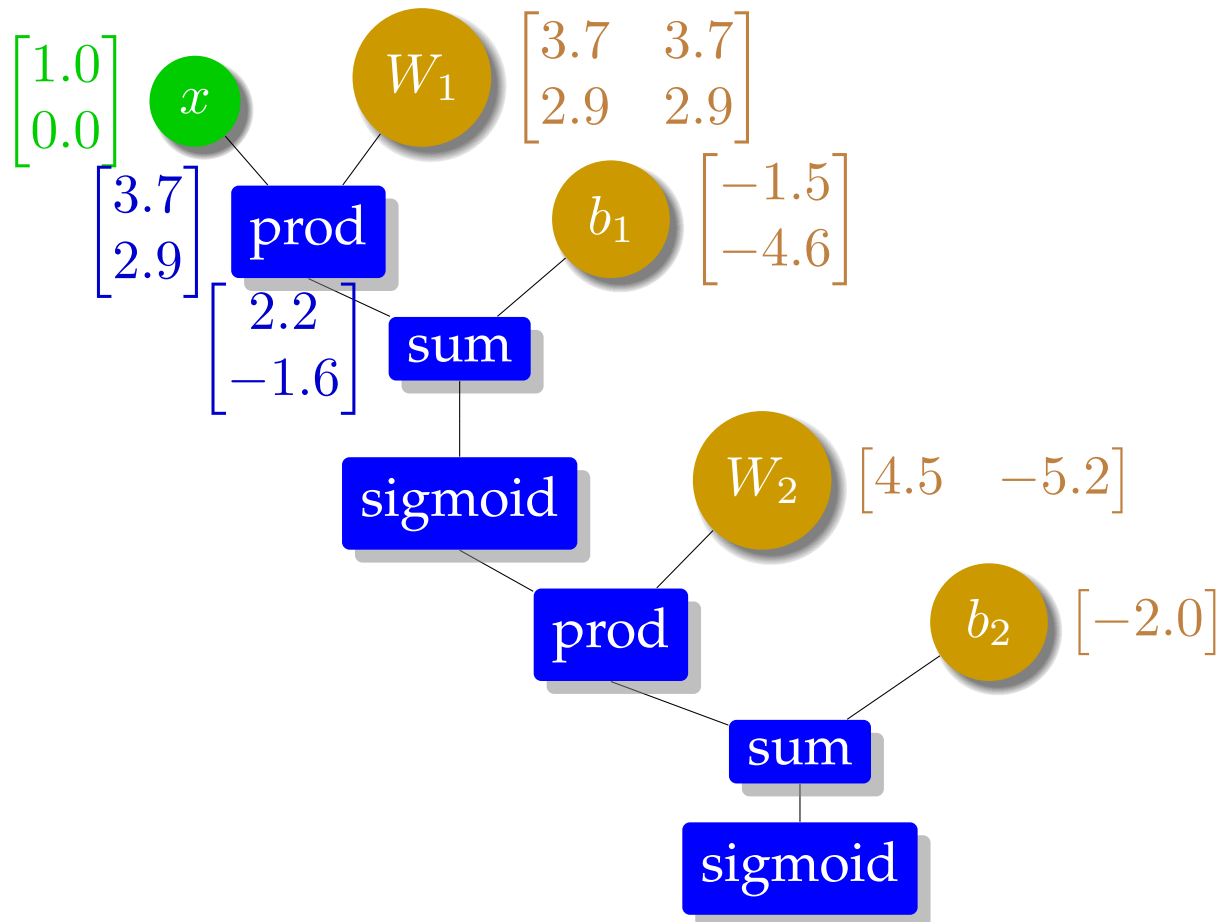 [1.0
0.0]
x
W₁
[3.7 3.7
2.9 2.9]
[3.7
2.9]
prod
b₁
[−1.5
−4.6]
[2.2
−1.6]
sum
sigmoid
W₂
[4.5 −5.2]
prod
b₂
[−2.0]
sum
sigmoid